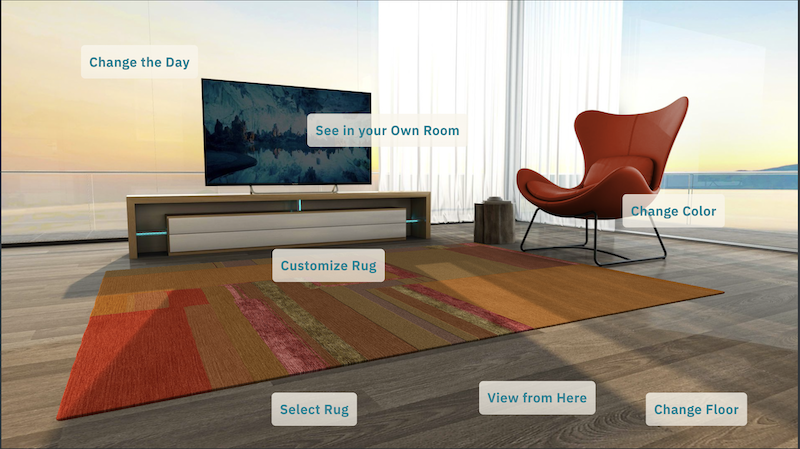 Change the Day
See in your Own Room
Change Color
Customize Rug
View from Here
Select Rug
Change Floor